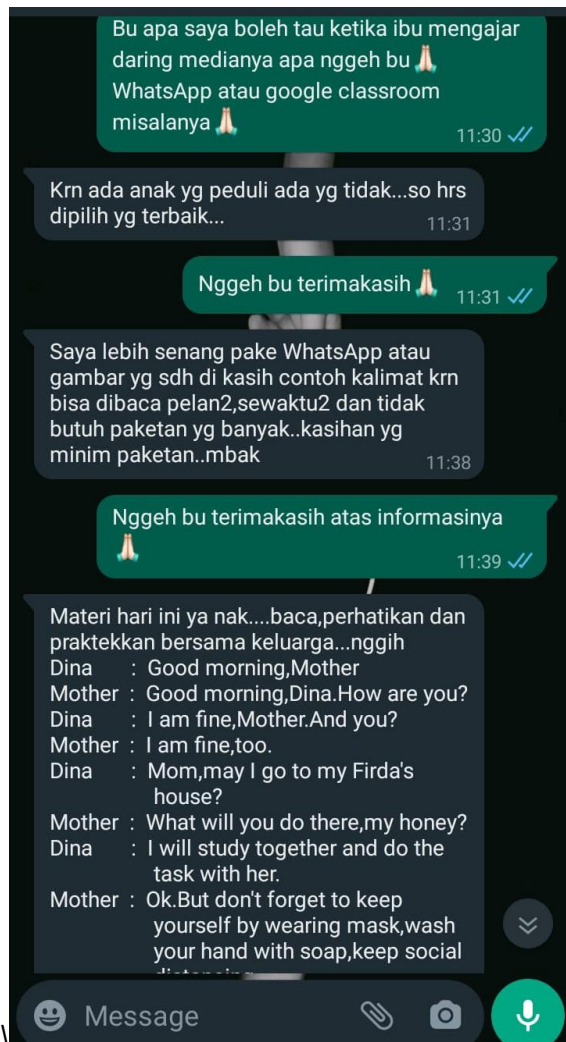 Bu apa saya boleh tau ketika ibu mengajar
daring medianya apa nggeh bu🙏🏻
WhatsApp atau google classroom
misalanya🙏🏻
11:30
Krn ada anak yg peduli ada yg tidak...so hrs
dipilih yg terbaik...
11:31
Nggeh bu terimakasih🙏🏻
11:31
Saya lebih senang pake WhatsApp atau
gambar yg sdh di kasih contoh kalimat krn
bisa dibaca pelan2,sewaktu2 dan tidak
butuh paketan yg banyak..kasihan yg
minim paketan..mbak
11:38
Nggeh bu terimakasih atas informasinya
🙏🏻
11:39
Materi hari ini ya nak....baca,perhatikan dan
praktekkan bersama keluarga...nggih
Dina : Good morning,Mother
Mother : Good morning,Dina.How are you?
Dina : I am fine,Mother.And you?
Mother : I am fine,too.
Dina : Mom,may I go to my Firda's
house?
Mother : What will you do there,my honey?
Dina : I will study together and do the
task with her.
Mother : Ok.But don't forget to keep
yourself by wearing mask,wash
your hand with soap,keep social
Message
\